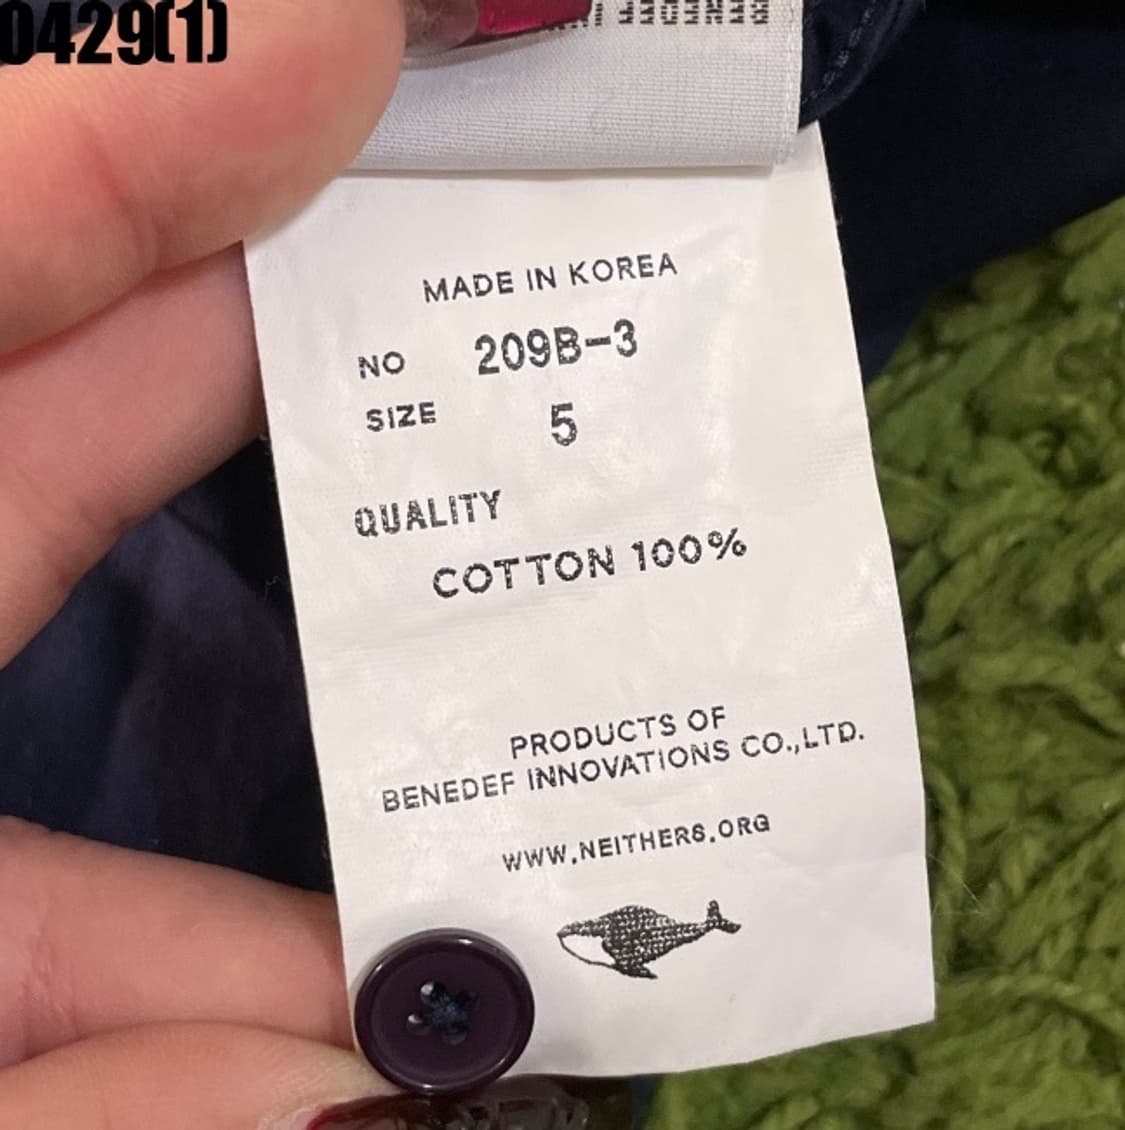 0429(1)
MADE IN KOREA
NO 209B-3
SIZE 5
QUALITY
COTTON 100%
PRODUCTS OF
BENEDEF INNOVATIONS CO.,LTD.
WWW.NEITHERS.ORG